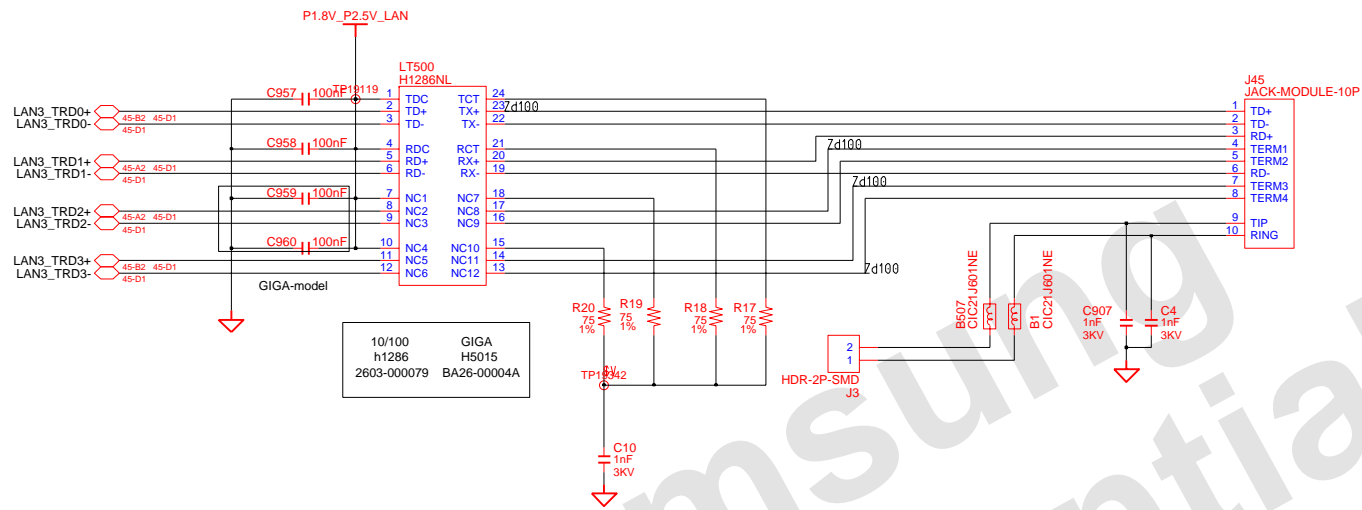 P1.8V_P2.5V_LAN
LT500
H1286NL
J45
JACK-MODULE-10P
C957 100nF TP19119
1 TDC TCT 24
2 TD+ TX+ 23 Zd100
3 TD- TX- 22
LAN3_TRD0+ 45-B2 45-D1
LAN3_TRD0- 45-D1
C958 100nF
4 RDC RCT 21
5 RD+ RX+ 20
6 RD- RX- 19
LAN3_TRD1+ 45-A2 45-D1
LAN3_TRD1- 45-D1
C959 100nF
7 NC1 NC7 18
8 NC2 NC8 17
9 NC3 NC9 16
LAN3_TRD2+ 45-A2 45-D1
LAN3_TRD2- 45-D1
C960 100nF
10 NC4 NC10 15
11 NC5 NC11 14
12 NC6 NC12 13
LAN3_TRD3+ 45-B2 45-D1
LAN3_TRD3- 45-D1
GIGA-model
Zd100
Zd100
Zd100
1 TD+
2 TD-
3 RD+
4 TERM1
5 TERM2
6 RD-
7 TERM3
8 TERM4
9 TIP
10 RING
R20
75
1%
R19
75
1%
R18
75
1%
R17
75
1%
B507
CIC21J601NE
B1
CIC21J601NE
C907
1nF
3KV
C4
1nF
3KV
10/100 GIGA
h1286 H5015
2603-000079 BA26-00004A
TP19342
2
1
HDR-2P-SMD
J3
C10
1nF
3KV